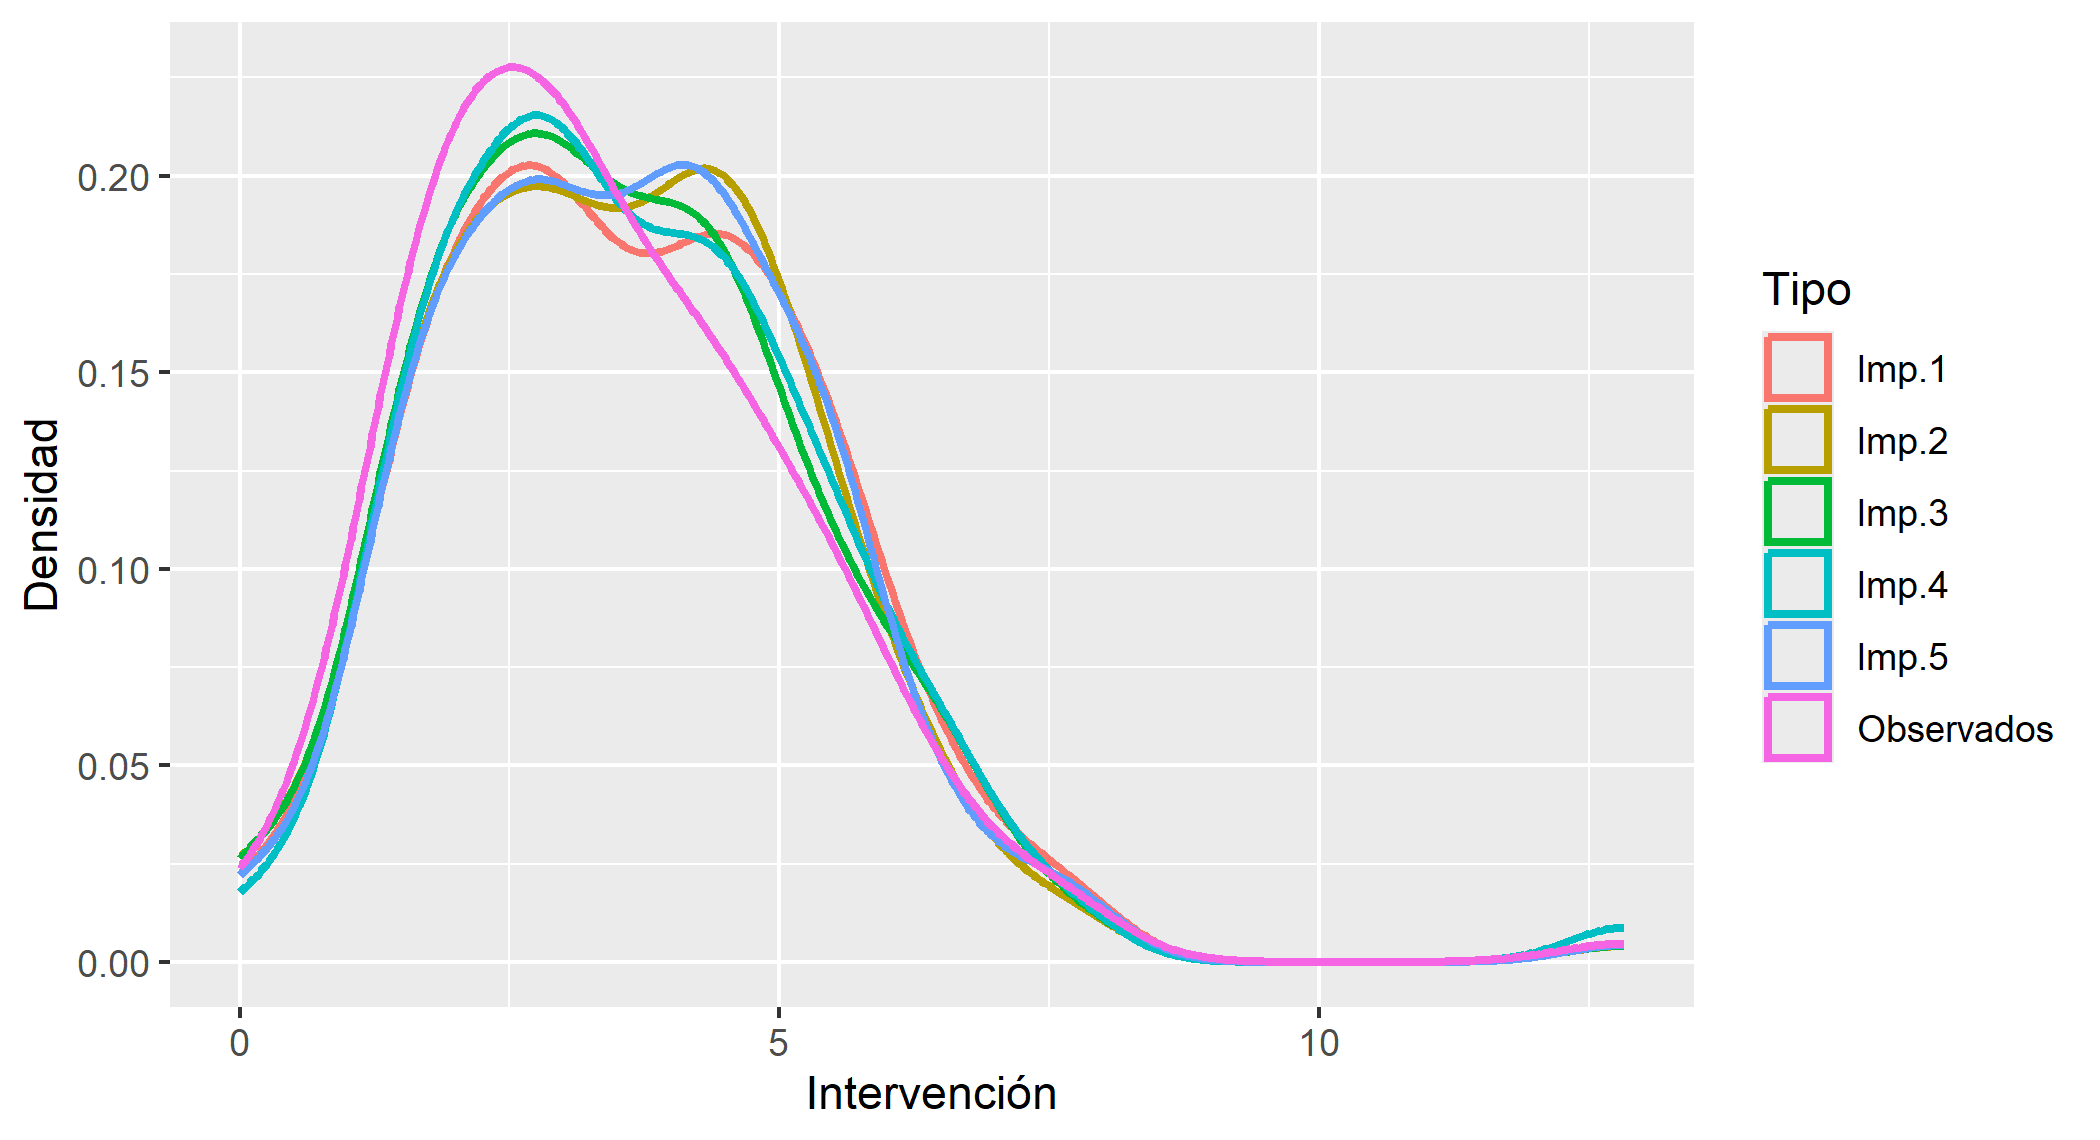 Densidad
0.20
0.15
0.10
0.05
0.00
0
5
10
Intervención
Tipo
Imp.1
Imp.2
Imp.3
Imp.4
Imp.5
Observados